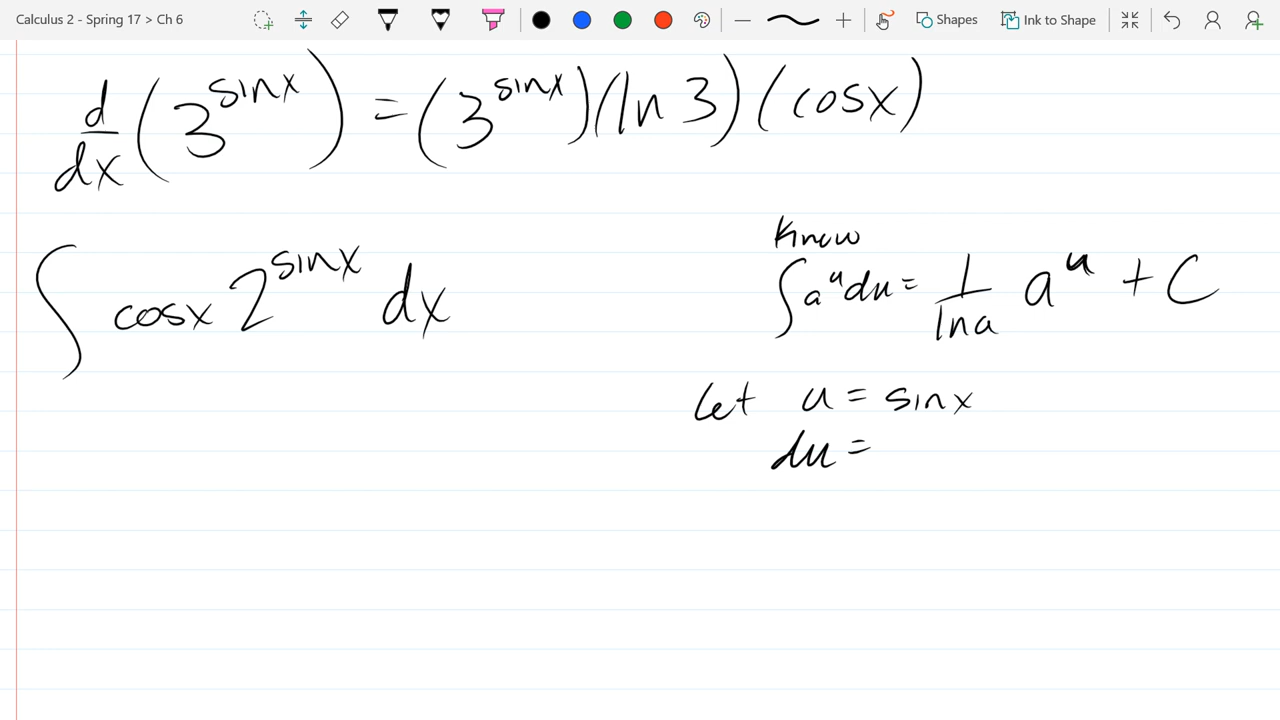 Calculus 2 - Spring 17 > Ch 6 Shapes Ink to Shape
d/dx (3^sinx) = (3^sinx)(ln 3)(cosx)
∫ cosx 2^sinx dx
Know
∫ a^u du = 1/lna a^u + C
Let u = sinx
du =